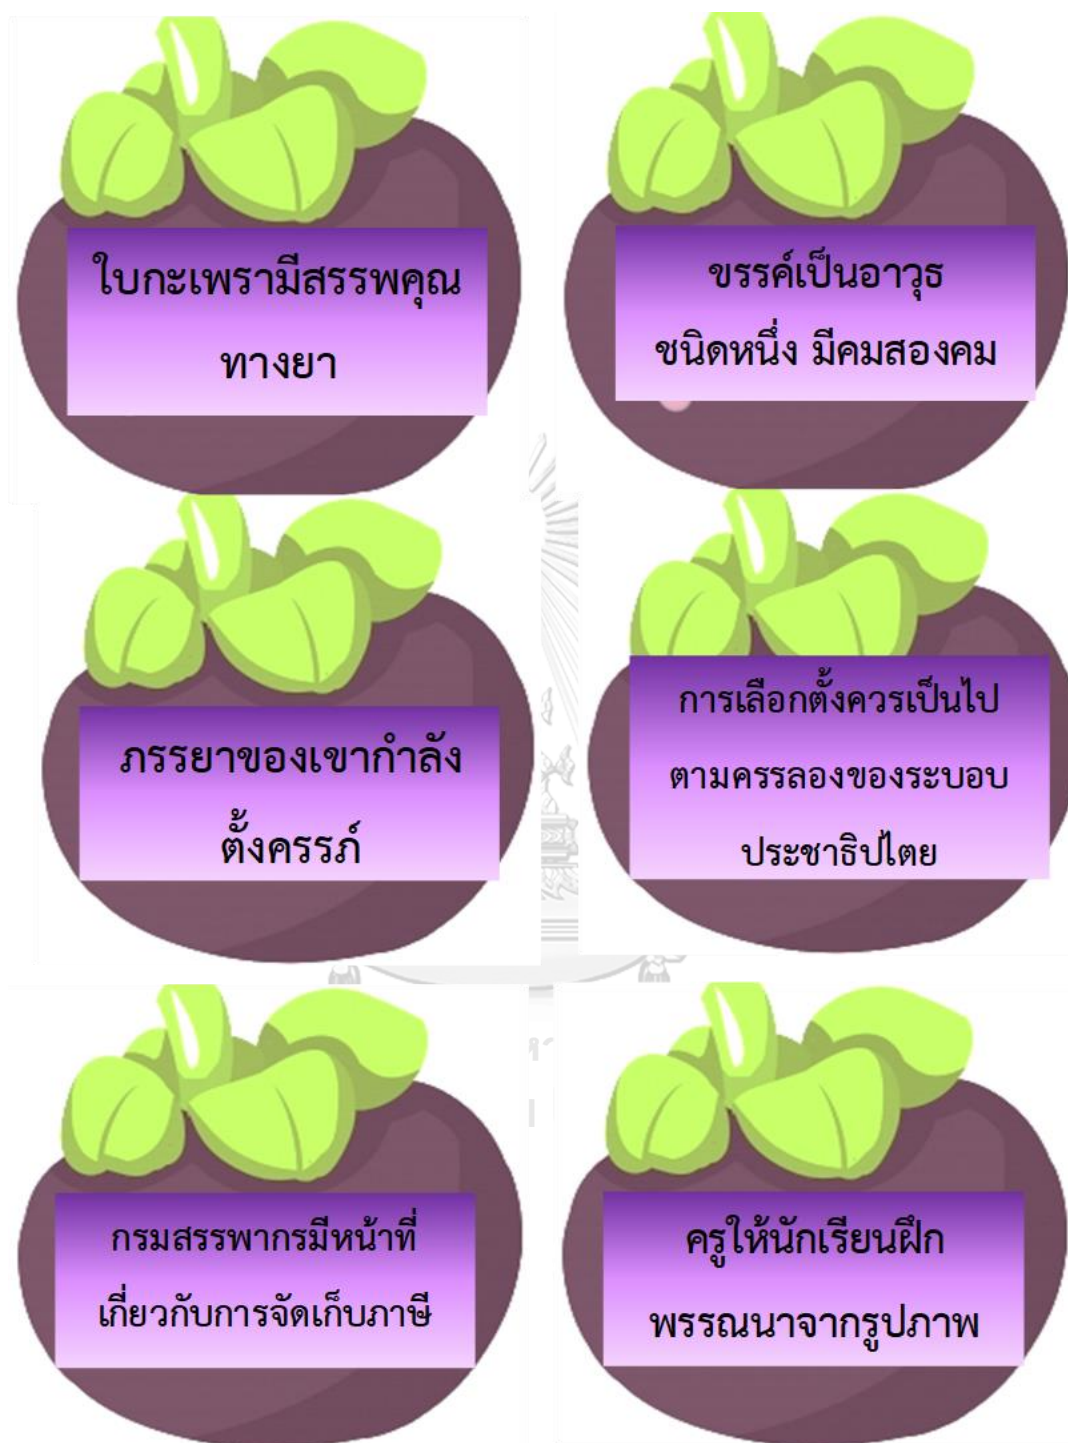 ใบกะเพรามีสรรพคุณ
ทางยา
ขรรค์เป็นอาวุธ
ชนิดหนึ่ง มีคมสองคม
ภรรยาของเขากำลัง
ตั้งครรภ์
การเลือกตั้งควรเป็นไป
ตามครรลองของระบอบ
ประชาธิปไตย
กรมสรรพากรมีหน้าที่
เกี่ยวกับการจัดเก็บภาษี
ครูให้นักเรียนฝึก
พรรณนาจากรูปภาพ